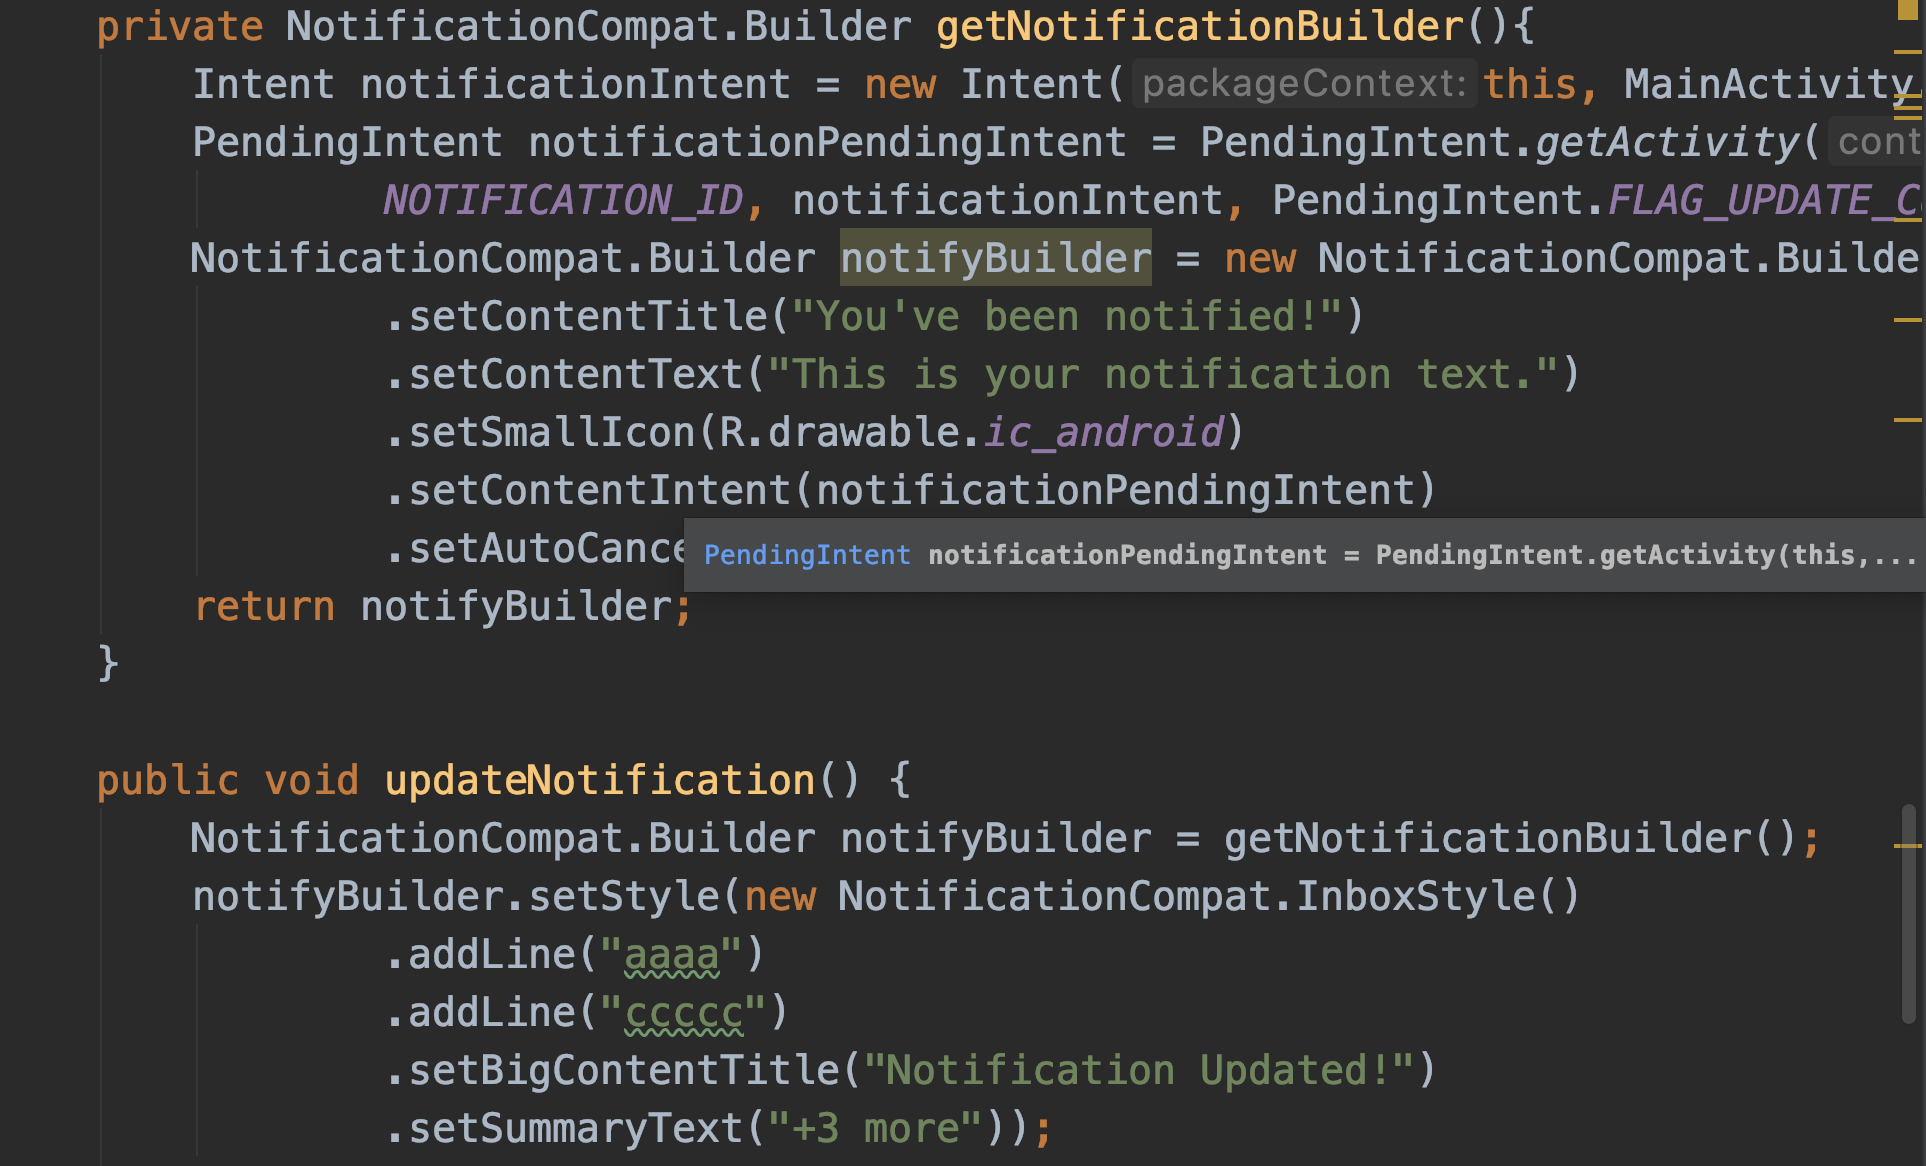 private NotificationCompat.Builder getNotificationBuilder(){
Intent notificationIntent = new Intent( packageContext: this, MainActivity.
PendingIntent notificationPendingIntent = PendingIntent.getActivity( cont
NOTIFICATION_ID, notificationIntent, PendingIntent.FLAG_UPDATE_C
NotificationCompat.Builder notifyBuilder = new NotificationCompat.Builde
.setContentTitle("You've been notified!")
.setContentText("This is your notification text.")
.setSmallIcon(R.drawable.ic_android)
.setContentIntent(notificationPendingIntent)
.setAutoCance
PendingIntent notificationPendingIntent = PendingIntent.getActivity(this,...
return notifyBuilder;
}
public void updateNotification() {
NotificationCompat.Builder notifyBuilder = getNotificationBuilder();
notifyBuilder.setStyle(new NotificationCompat.InboxStyle()
.addLine("aaaa")
.addLine("ccccc")
.setBigContentTitle("Notification Updated!")
.setSummaryText("+3 more"));